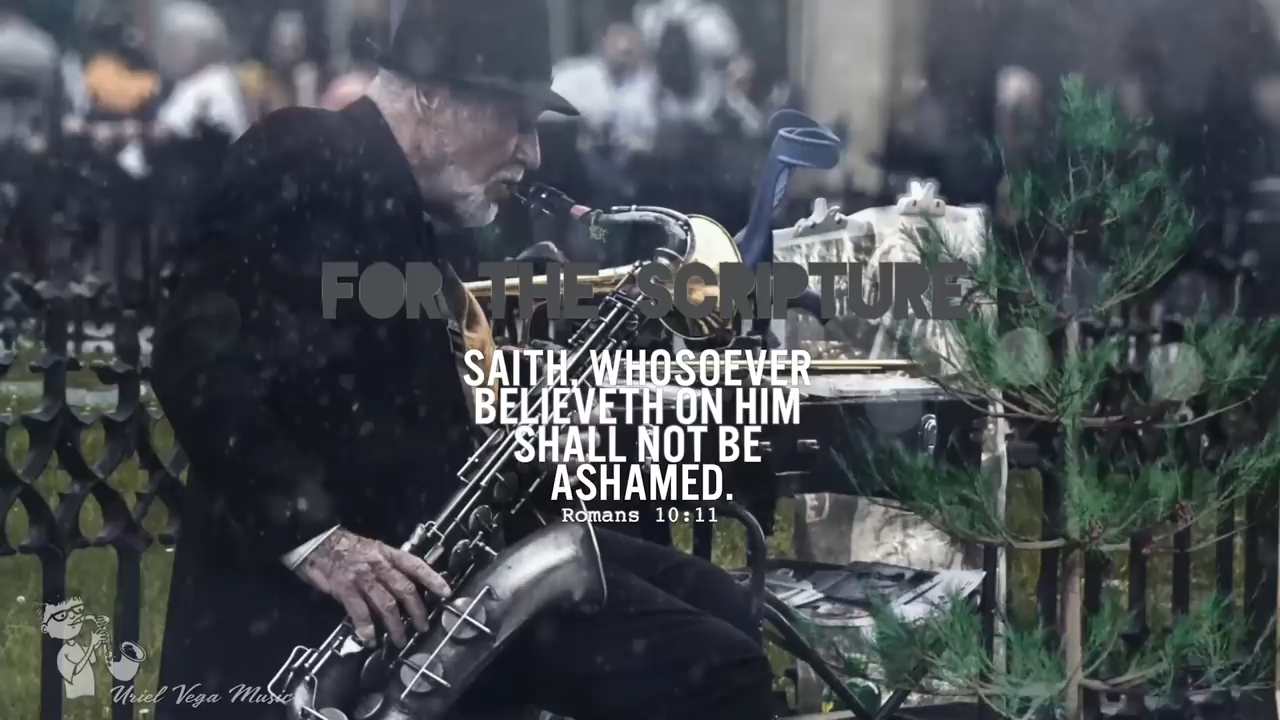 FOR THE SCRIPTURE
SAITH, WHOSOEVER
BELIEVETH ON HIM
SHALL NOT BE
ASHAMED.
Romans 10:11
Uriel Vega Music